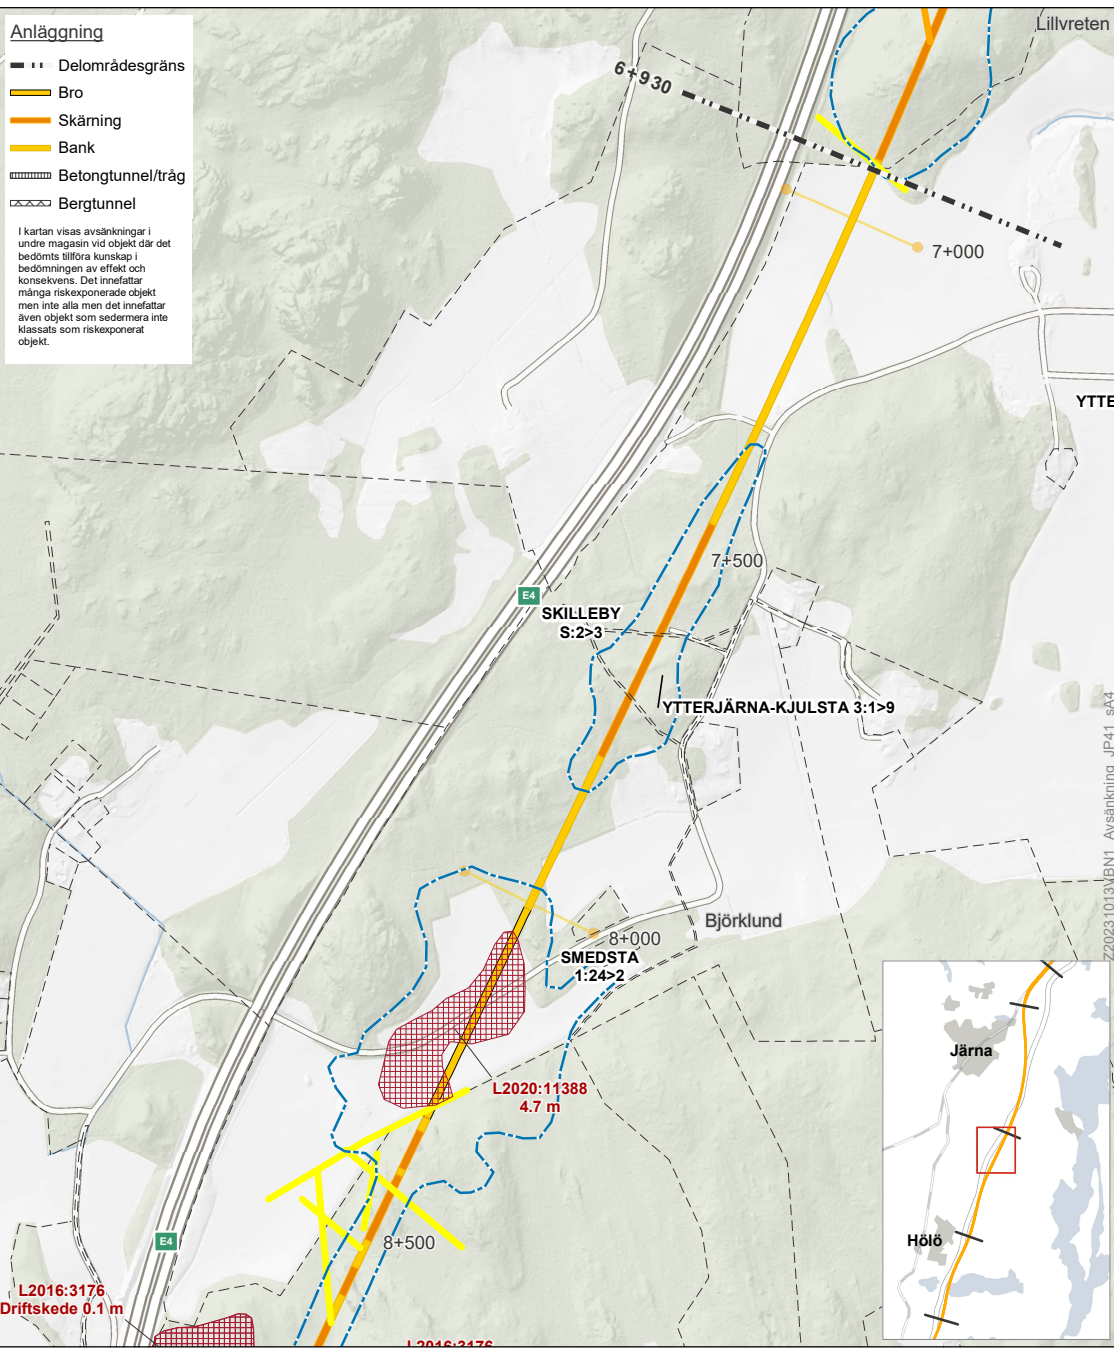 Anläggning
Delområdesgräns
Bro
Skärning
Bank
Betongtunnel/tråg
Bergtunnel
I kartan visas avsänkningar i
undre magasin vid objekt där det
bedömts tillföra kunskap i
bedömningen av effekt och
konsekvens. Det innefattar
många riskexponerade objekt
men inte alla men det innefattar
även objekt som sedermera inte
klassats som riskexponerat
objekt.
Lillvreten
6+930
7+000
YTTE
7+500
E4
SKILLEBY
S:2>3
YTTERJÄRNA-KJULSTA 3:1>9
Björklund
8+000
SMEDSTA
1:24>2
L2020:11388
4.7 m
8+500
E4
L2016:3176
Driftskede 0.1 m
L2016:3176
Järna
Hölö
Z20231013VBN1_Avsänkning_JP41_sA4